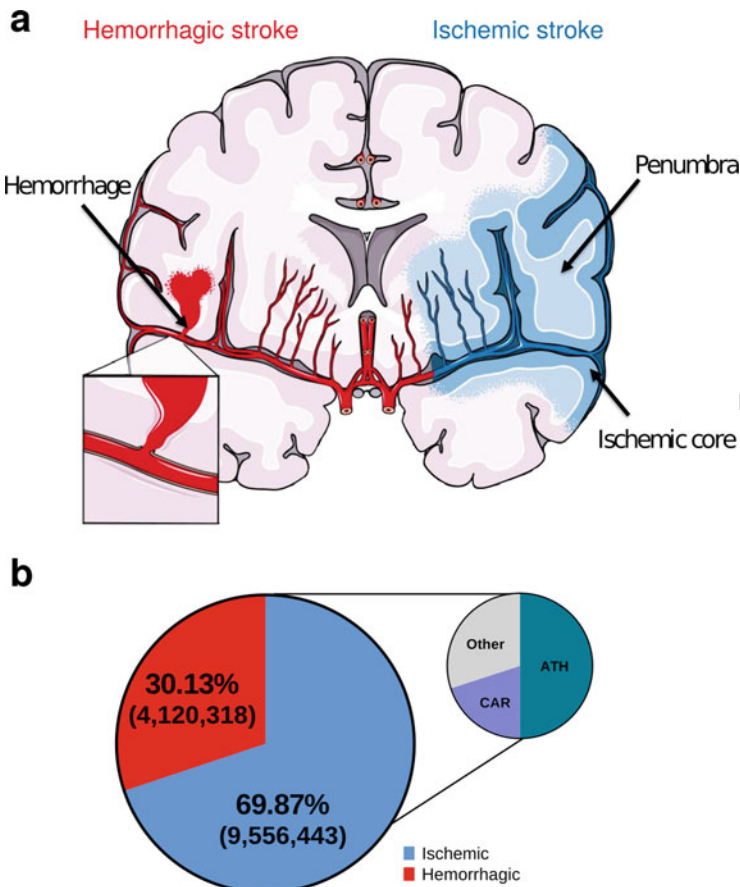 a
Hemorrhagic stroke
Ischemic stroke
Hemorrhage
Penumbra
Ischemic core
b
30.13%
(4,120,318)
69.87%
(9,556,443)
Other
ATH
CAR
Ischemic
Hemorrhagic